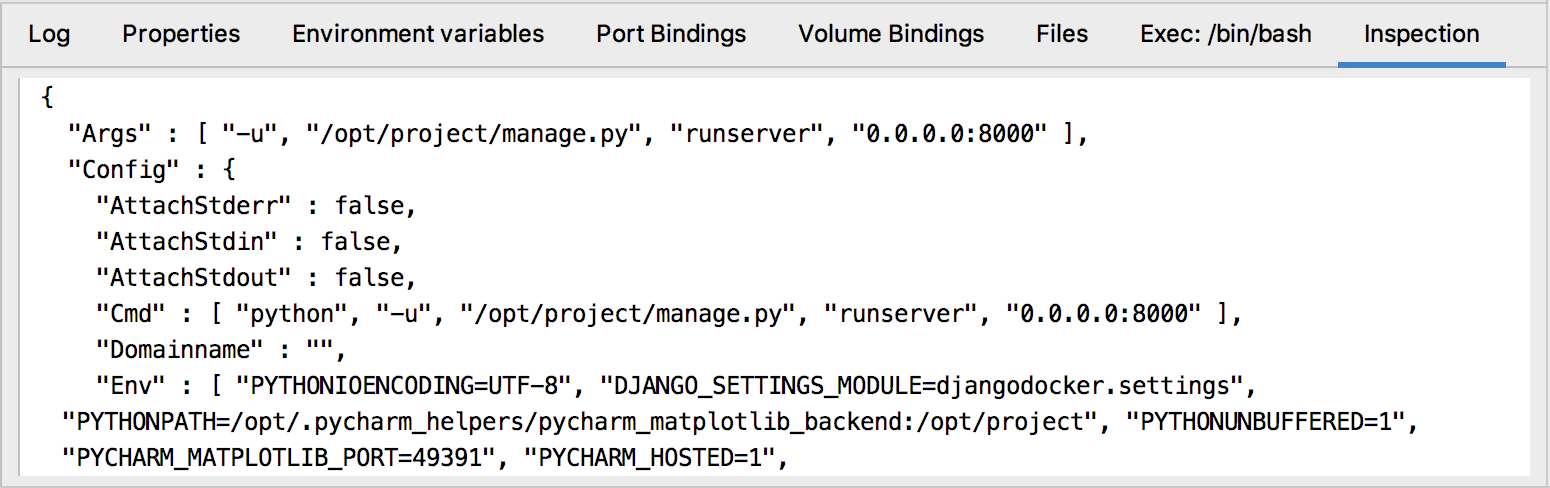 Log Properties Environment variables Port Bindings Volume Bindings Files Exec: /bin/bash Inspection
{
"Args" : [ "-u", "/opt/project/manage.py", "runserver", "0.0.0.0:8000" ],
"Config" : {
"AttachStderr" : false,
"AttachStdin" : false,
"AttachStdout" : false,
"Cmd" : [ "python", "-u", "/opt/project/manage.py", "runserver", "0.0.0.0:8000" ],
"Domainname" : "",
"Env" : [ "PYTHONIOENCODING=UTF-8", "DJANGO_SETTINGS_MODULE=djangodocker.settings",
"PYTHONPATH=/opt/.pycharm_helpers/pycharm_matplotlib_backend:/opt/project", "PYTHONUNBUFFERED=1",
"PYCHARM_MATPLOTLIB_PORT=49391", "PYCHARM_HOSTED=1",